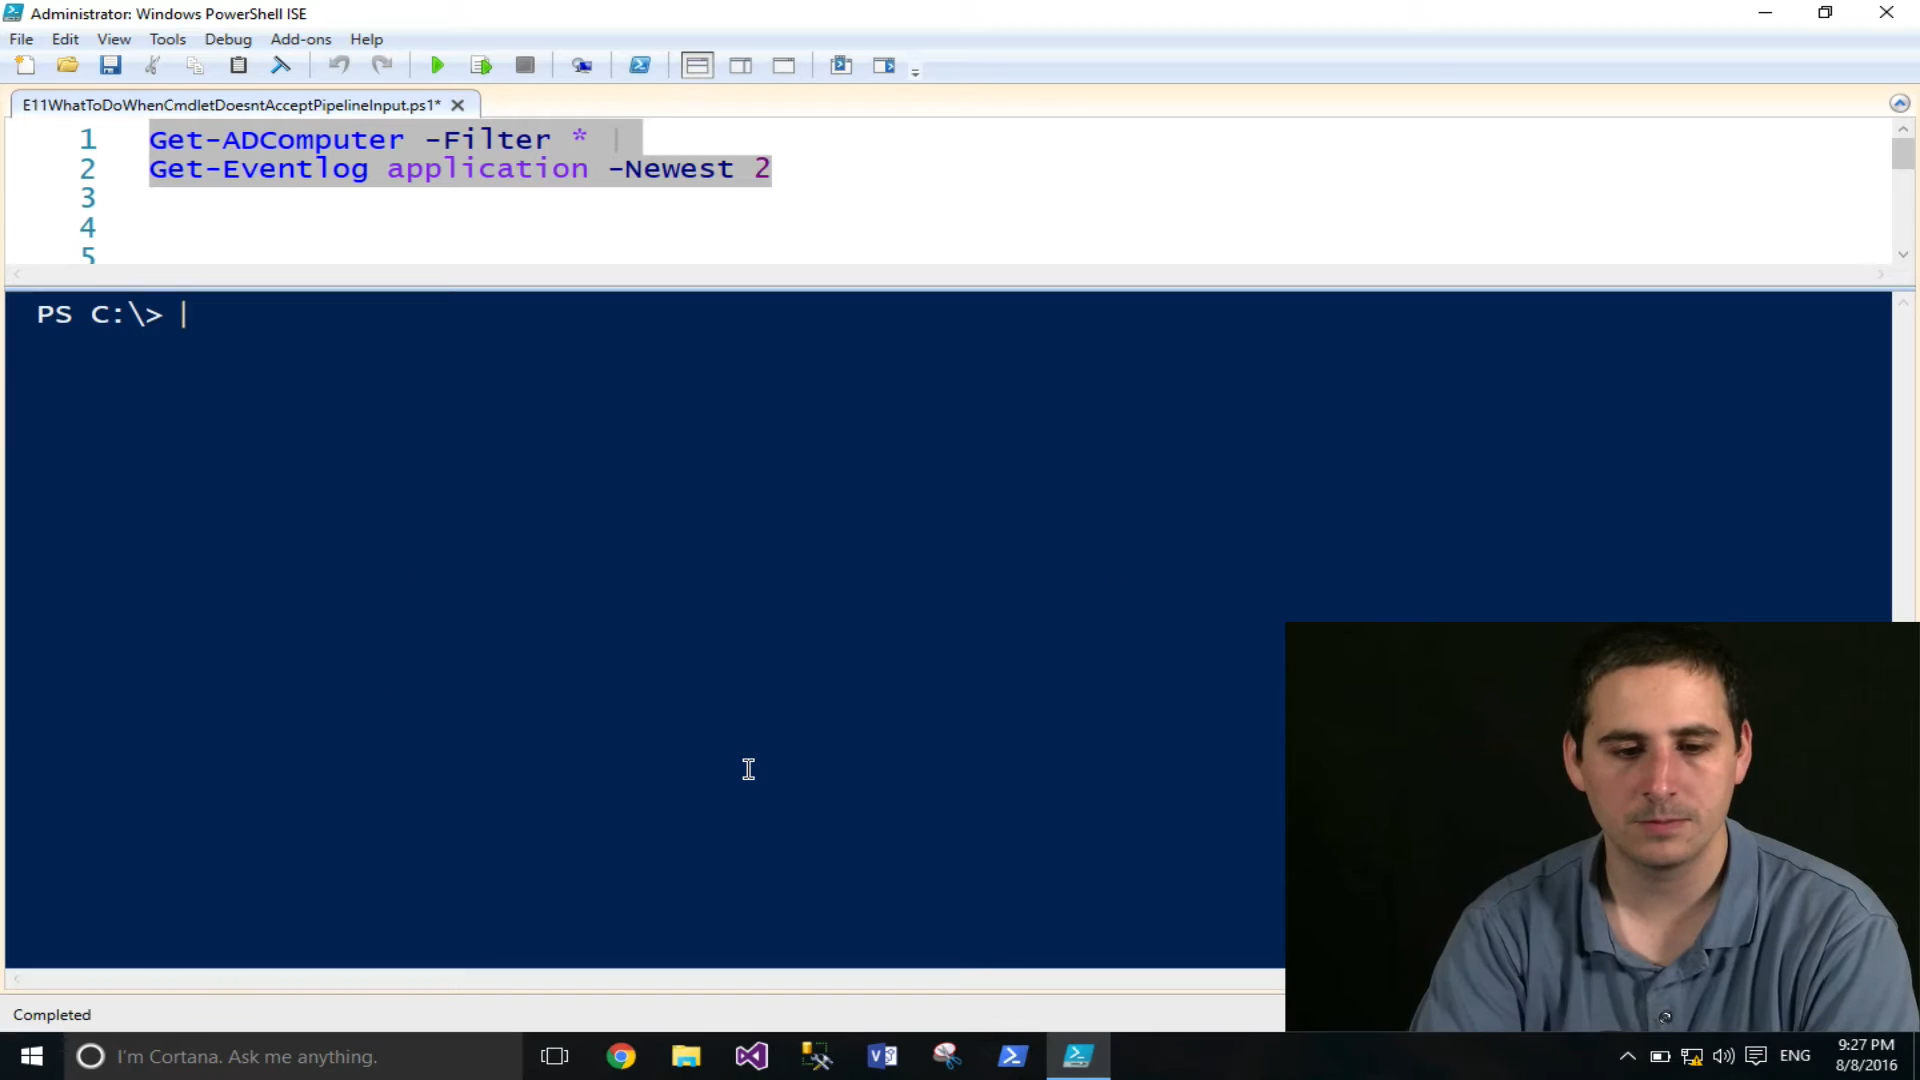 Administrator: Windows PowerShell ISE
File Edit View Tools Debug Add-ons Help
E11WhatToDoWhenCmdletDoesntAcceptPipelineInput.ps1*
1 Get-ADComputer -Filter * |
2 Get-Eventlog application -Newest 2
3
4
5
PS C:\>
Completed
I'm Cortana. Ask me anything.
ENG
9:27 PM
8/8/2016